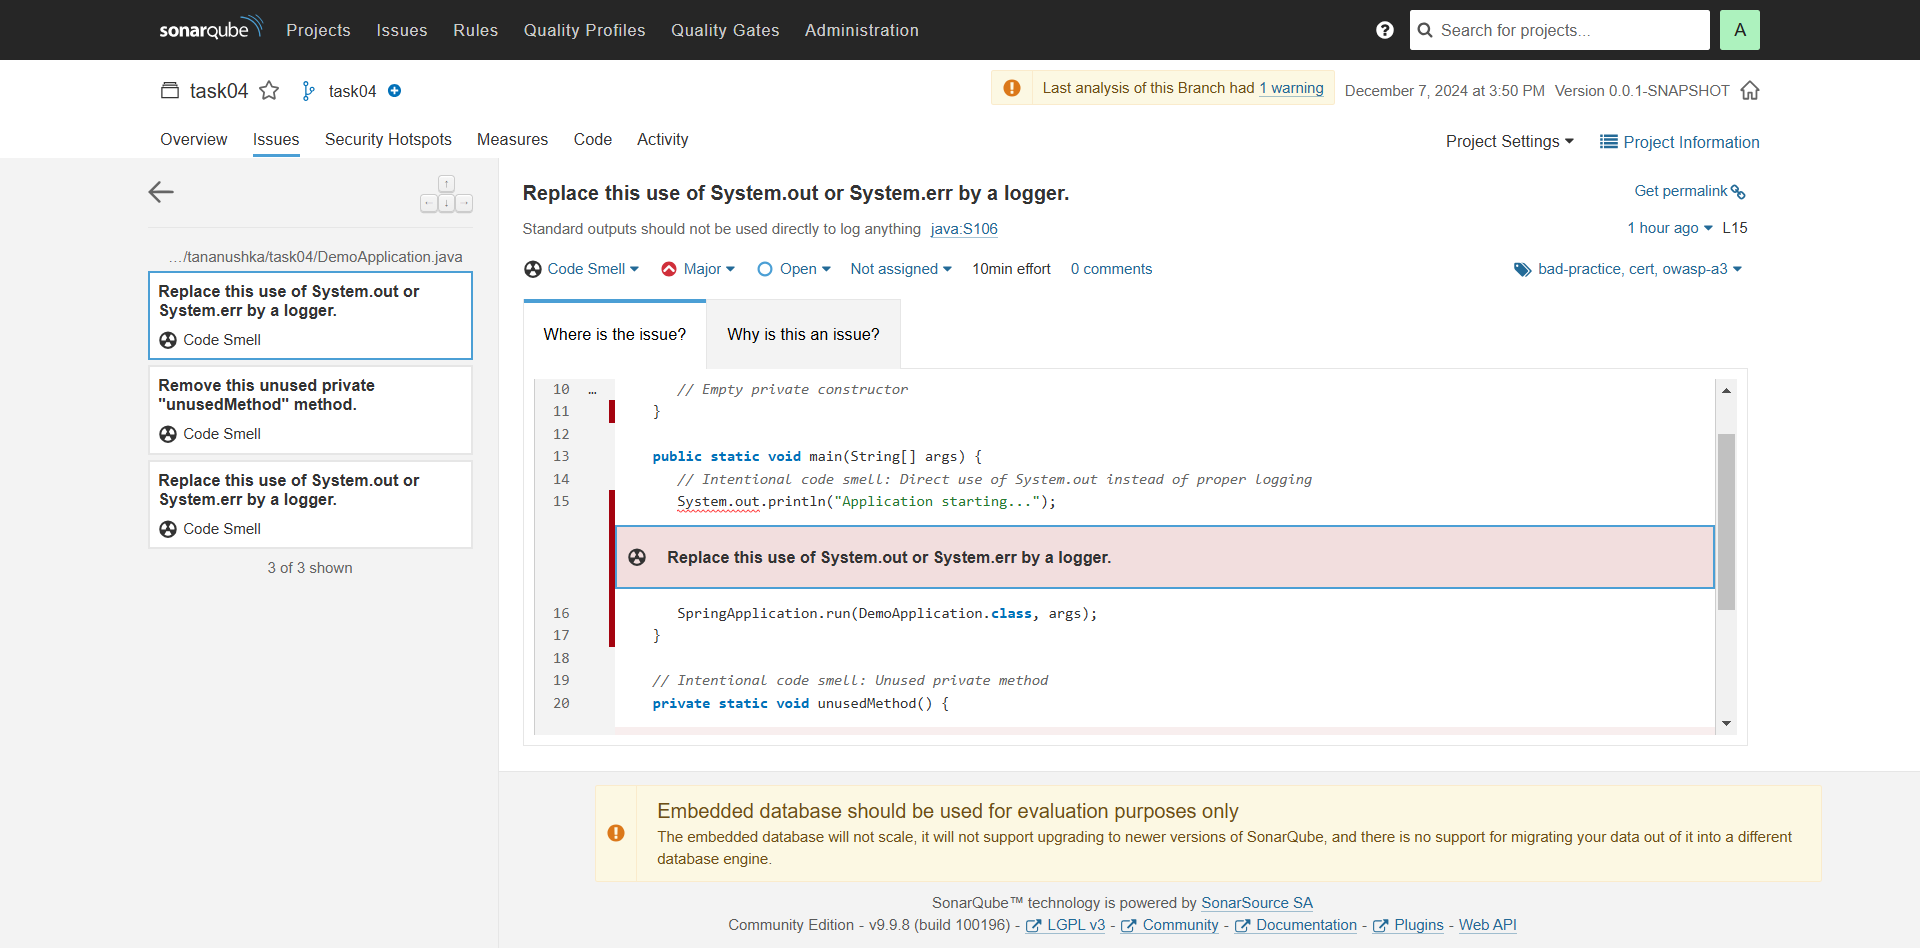 sonarqube Projects Issues Rules Quality Profiles Quality Gates Administration Search for projects... A
task04 task04 Last analysis of this Branch had 1 warning December 7, 2024 at 3:50 PM Version 0.0.1-SNAPSHOT
Overview Issues Security Hotspots Measures Code Activity Project Settings Project Information
…/tananushka/task04/DemoApplication.java
Replace this use of System.out or
System.err by a logger.
Code Smell
Remove this unused private
"unusedMethod" method.
Code Smell
Replace this use of System.out or
System.err by a logger.
Code Smell
3 of 3 shown
Replace this use of System.out or System.err by a logger. Get permalink
Standard outputs should not be used directly to log anything java:S106 1 hour ago L15
Code Smell Major Open Not assigned 10min effort 0 comments bad-practice, cert, owasp-a3
Where is the issue? Why is this an issue?
10 … // Empty private constructor
11 }
12
13 public static void main(String[] args) {
14 // Intentional code smell: Direct use of System.out instead of proper logging
15 System.out.println("Application starting...");
Replace this use of System.out or System.err by a logger.
16 SpringApplication.run(DemoApplication.class, args);
17 }
18
19 // Intentional code smell: Unused private method
20 private static void unusedMethod() {
Embedded database should be used for evaluation purposes only
The embedded database will not scale, it will not support upgrading to newer versions of SonarQube, and there is no support for migrating your data out of it into a different
database engine.
SonarQube™ technology is powered by SonarSource SA
Community Edition - v9.9.8 (build 100196) - LGPL v3 - Community - Documentation - Plugins - Web API